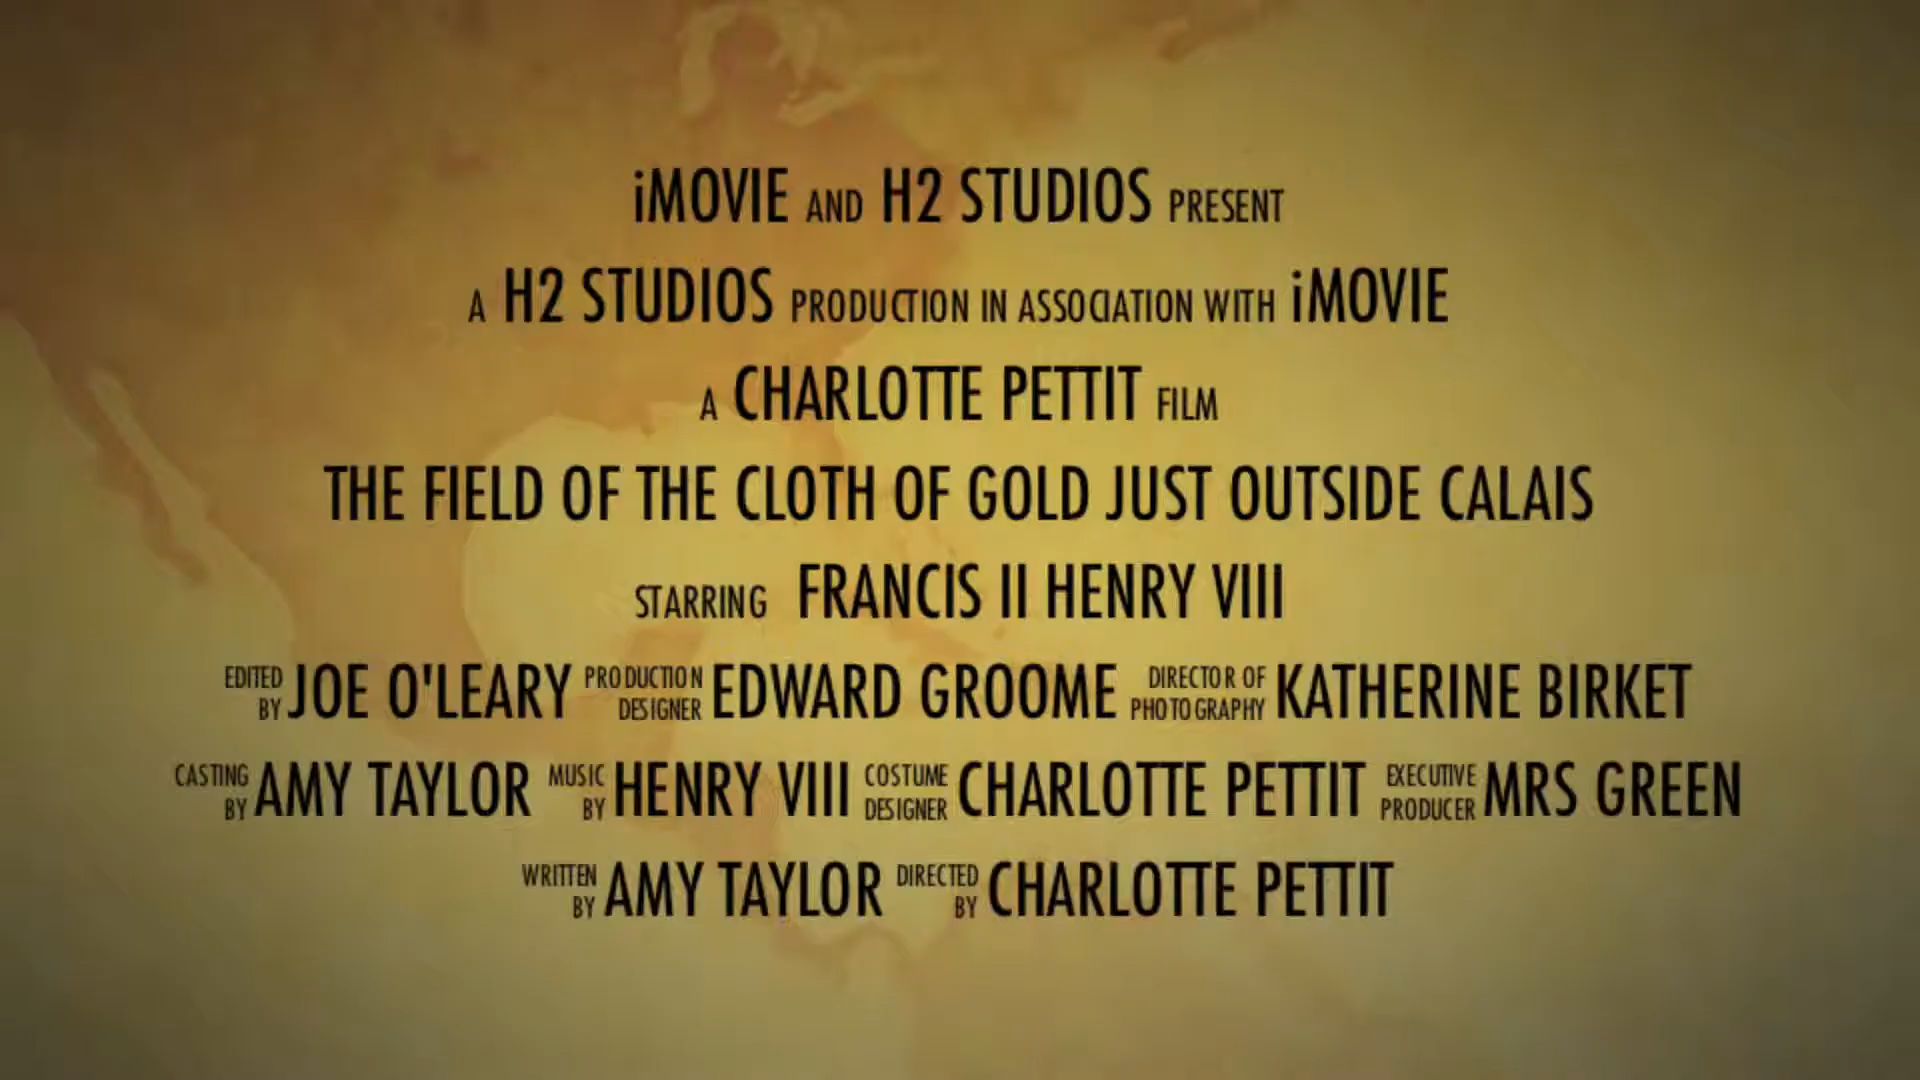 iMOVIE AND H2 STUDIOS PRESENT
A H2 STUDIOS PRODUCTION IN ASSOCIATION WITH iMOVIE
A CHARLOTTE PETTIT FILM
THE FIELD OF THE CLOTH OF GOLD JUST OUTSIDE CALAIS
STARRING FRANCIS II HENRY VIII
EDITED BY JOE O'LEARY PRODUCTION DESIGNER EDWARD GROOME DIRECTOR OF PHOTOGRAPHY KATHERINE BIRKET
CASTING BY AMY TAYLOR MUSIC BY HENRY VIII COSTUME DESIGNER CHARLOTTE PETTIT EXECUTIVE PRODUCER MRS GREEN
WRITTEN BY AMY TAYLOR DIRECTED BY CHARLOTTE PETTIT